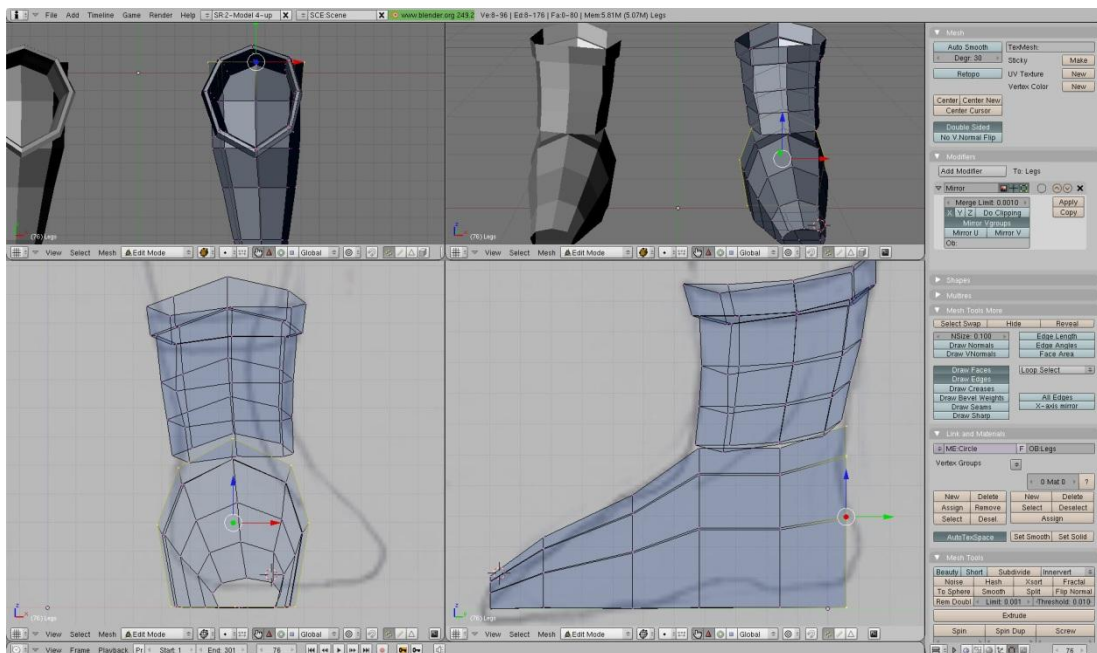 File Add Timeline Game Render Help SR:2-Model 4-up X SCE Scene X www.blender.org 249.2 Ve:8-96 | Ed:8-176 | Fa:0-80 | Mem:5.81M (5.07M) Legs
(76) Legs
View Select Mesh Edit Mode Global
(76) Legs
View Select Mesh Edit Mode Global
(76) Legs
View Select Mesh Edit Mode Global
(76) Legs
View Select Mesh Edit Mode Global
View Frame Playback Pr Start 1 End: 301 76
Mesh
Auto Smooth TexMesh:
Degr: 30 Sticky Make
Retopo UV Texture New
Vertex Color New
Center Center New
Center Cursor
Double Sided
No V.Normal Flip
Modifiers
Add Modifier To: Legs
Mirror
Merge Limit: 0.0010 Apply
X Y Z Do Clipping Copy
Mirror Vgroups
Mirror U Mirror V
Ob:
Shapes
Multires
Mesh Tools More
Select Swap Hide Reveal
NSize: 0.100 Edge Length
Draw Normals Edge Angles
Draw VNormals Face Area
Draw Faces Loop Select
Draw Edges
Draw Creases
Draw Bevel Weights All Edges
Draw Seams X-axis mirror
Draw Sharp
Link and Materials
ME:Circle F OB:Legs
Vertex Groups
0 Mat 0 ?
New Delete New Delete
Assign Remove Select Deselect
Select Desel. Assign
AutoTexSpace Set Smooth Set Solid
Mesh Tools
Beauty Short Subdivide Innervert
Noise Hash Xsort Fractal
To Sphere Smooth Split Flip Normal
Rem Doubl Limit: 0.001 Threshold: 0.010
Extrude
Spin Spin Dup Screw
76